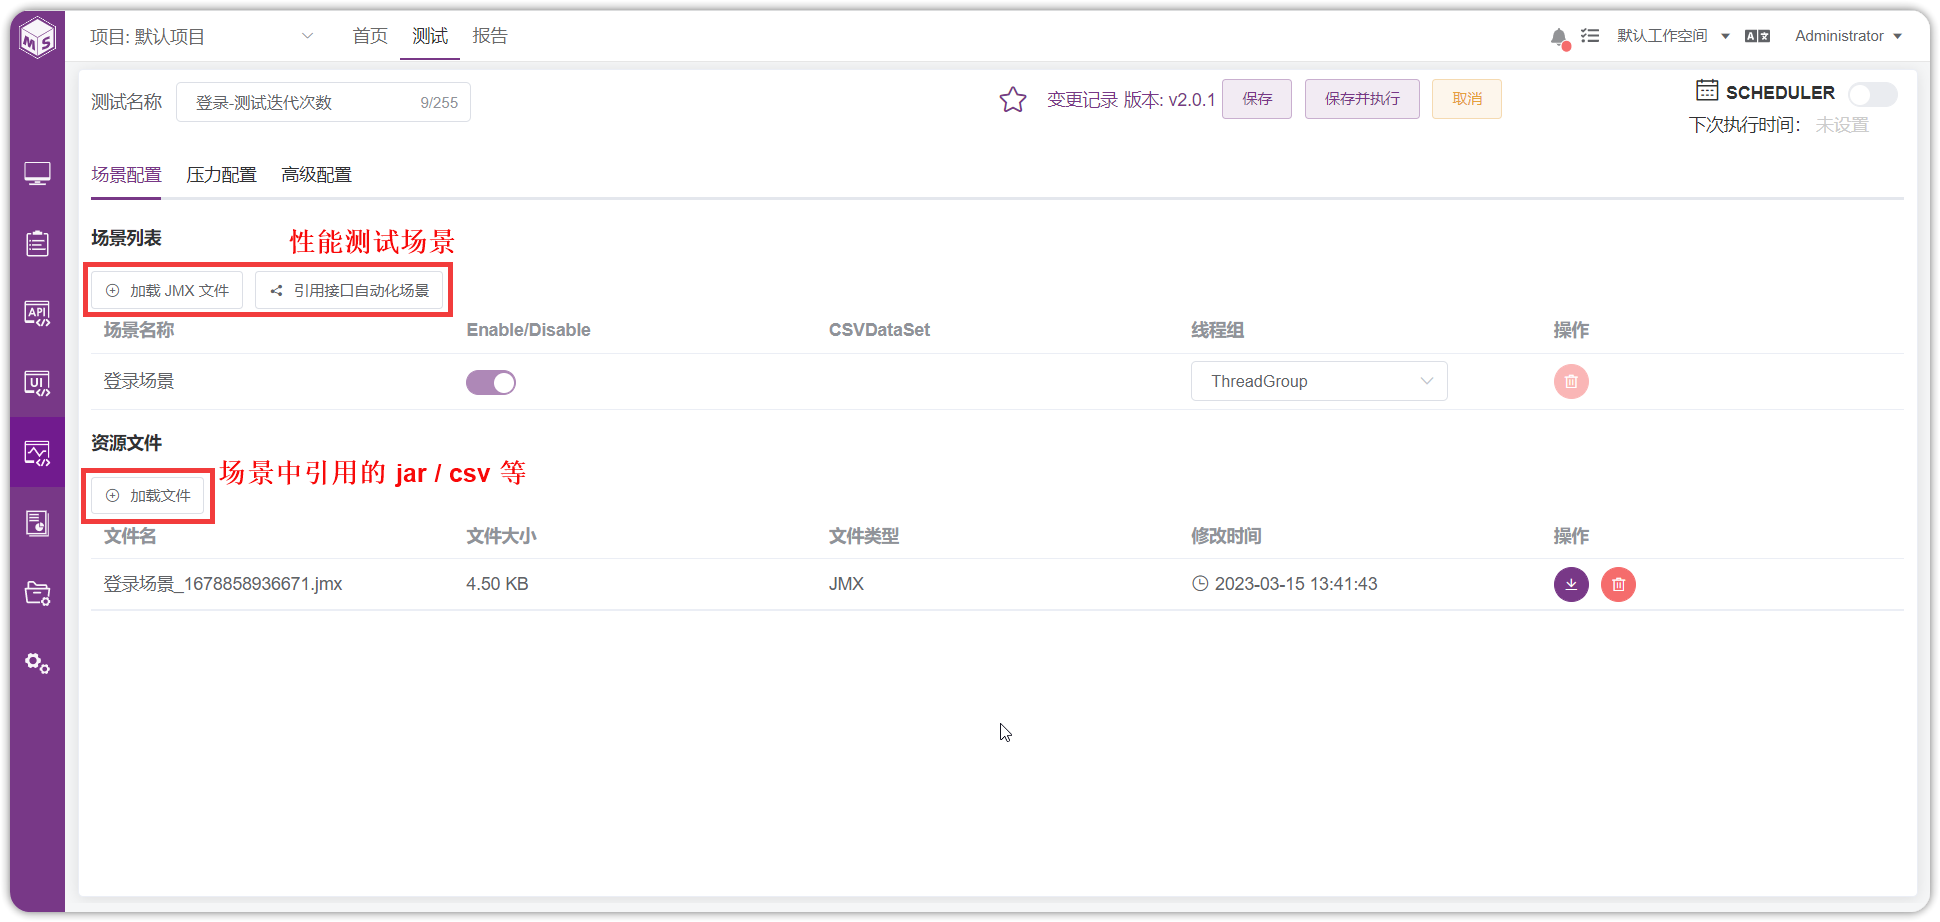 MS
项目: 默认项目
首页
测试
报告
默认工作空间
Administrator
测试名称
登录-测试迭代次数
9/255
变更记录
版本: v2.0.1
保存
保存并执行
取消
SCHEDULER
下次执行时间：
未设置
场景配置
压力配置
高级配置
API
UI
场景列表
性能测试场景
加载 JMX 文件
引用接口自动化场景
场景名称
Enable/Disable
CSVDataSet
线程组
操作
登录场景
ThreadGroup
资源文件
场景中引用的 jar / csv 等
加载文件
文件名
文件大小
文件类型
修改时间
操作
登录场景_1678858936671.jmx
4.50 KB
JMX
2023-03-15 13:41:43